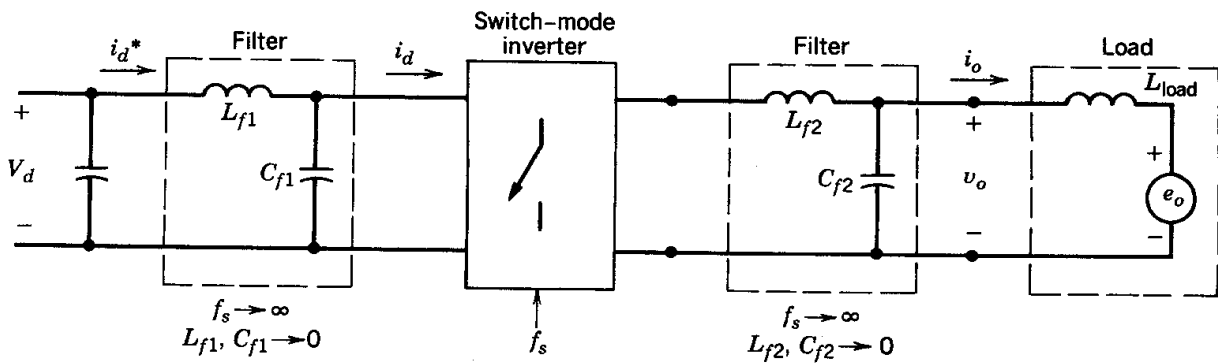 Switch-mode
inverter
Filter
Filter
Load
i_d*
i_d
i_o
L_f1
L_f2
L_load
+
V_d
−
C_f1
C_f2
+
v_o
−
+
e_o
−
f_s → ∞
L_f1, C_f1 → 0
f_s
f_s → ∞
L_f2, C_f2 → 0